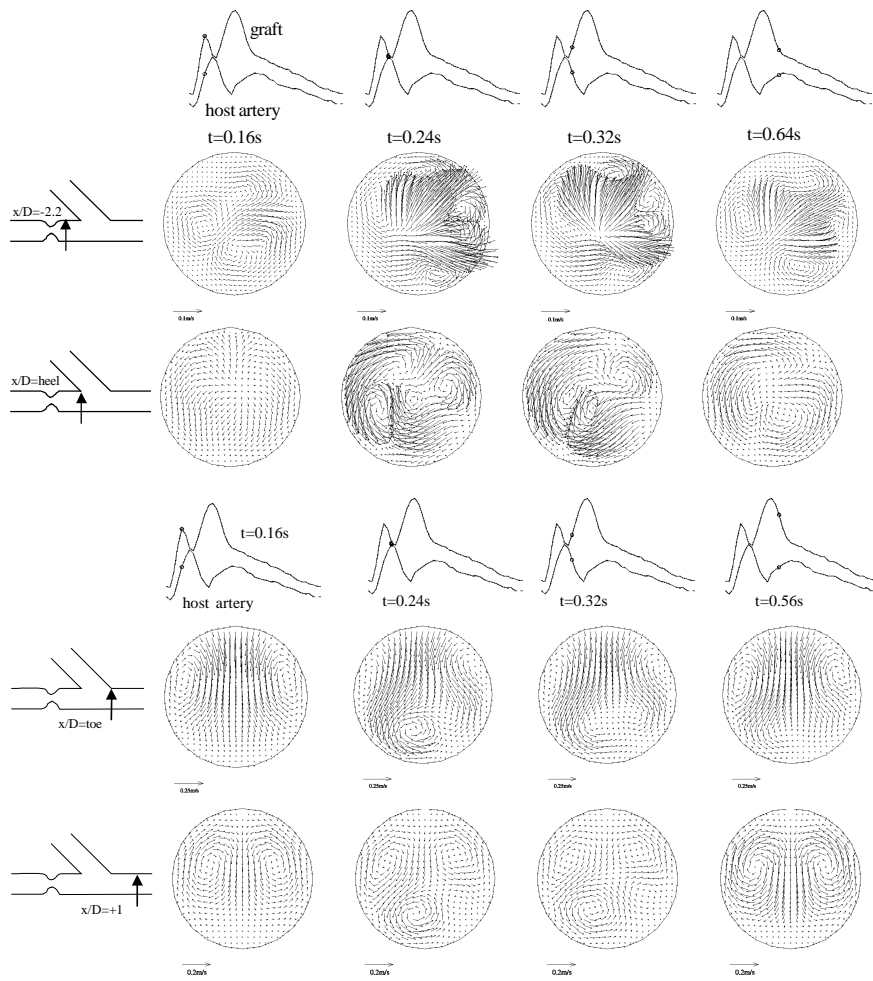 graft
host artery
t=0.16s t=0.24s t=0.32s t=0.64s
x/D=-2.2
0.1m/s 0.1m/s 0.1m/s 0.1m/s
x/D=heel
t=0.16s
host artery t=0.24s t=0.32s t=0.56s
x/D=toe
0.25m/s 0.25m/s 0.25m/s 0.25m/s
x/D=+1
0.2m/s 0.2m/s 0.2m/s 0.2m/s